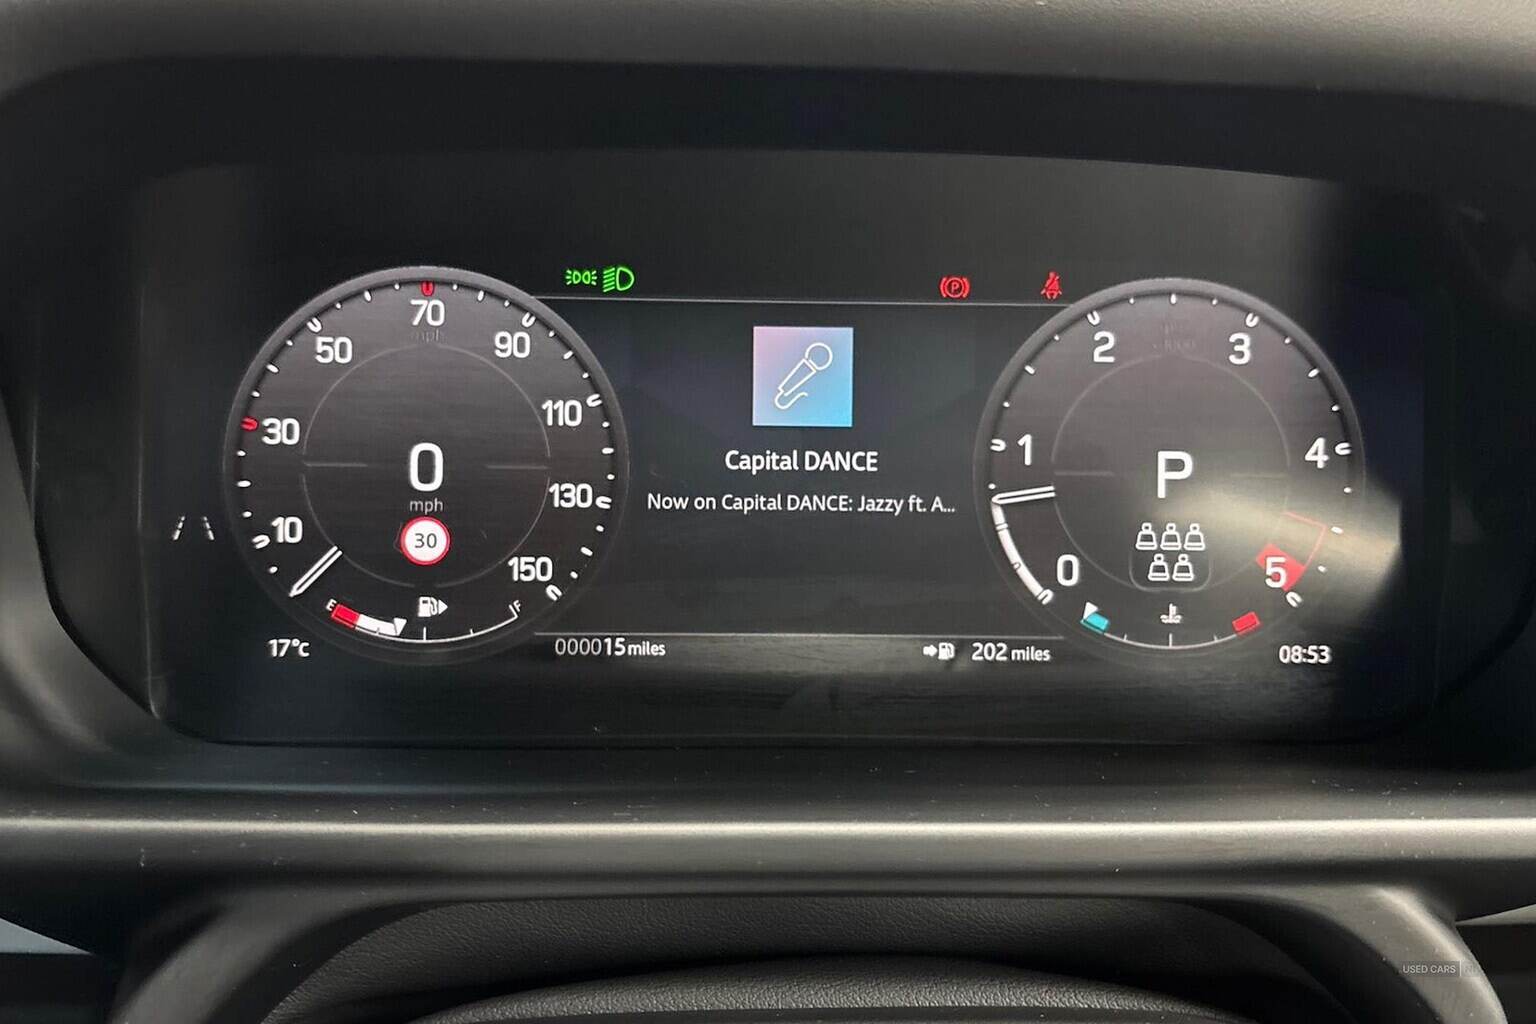 70
mph
50
90
30
110
0
mph
10
130
30
150
E
F
17°c
Capital DANCE
Now on Capital DANCE: Jazzy ft. A...
000015 miles
202 miles
P
2
3
1
4
P
0
5
08:53
USED CARS